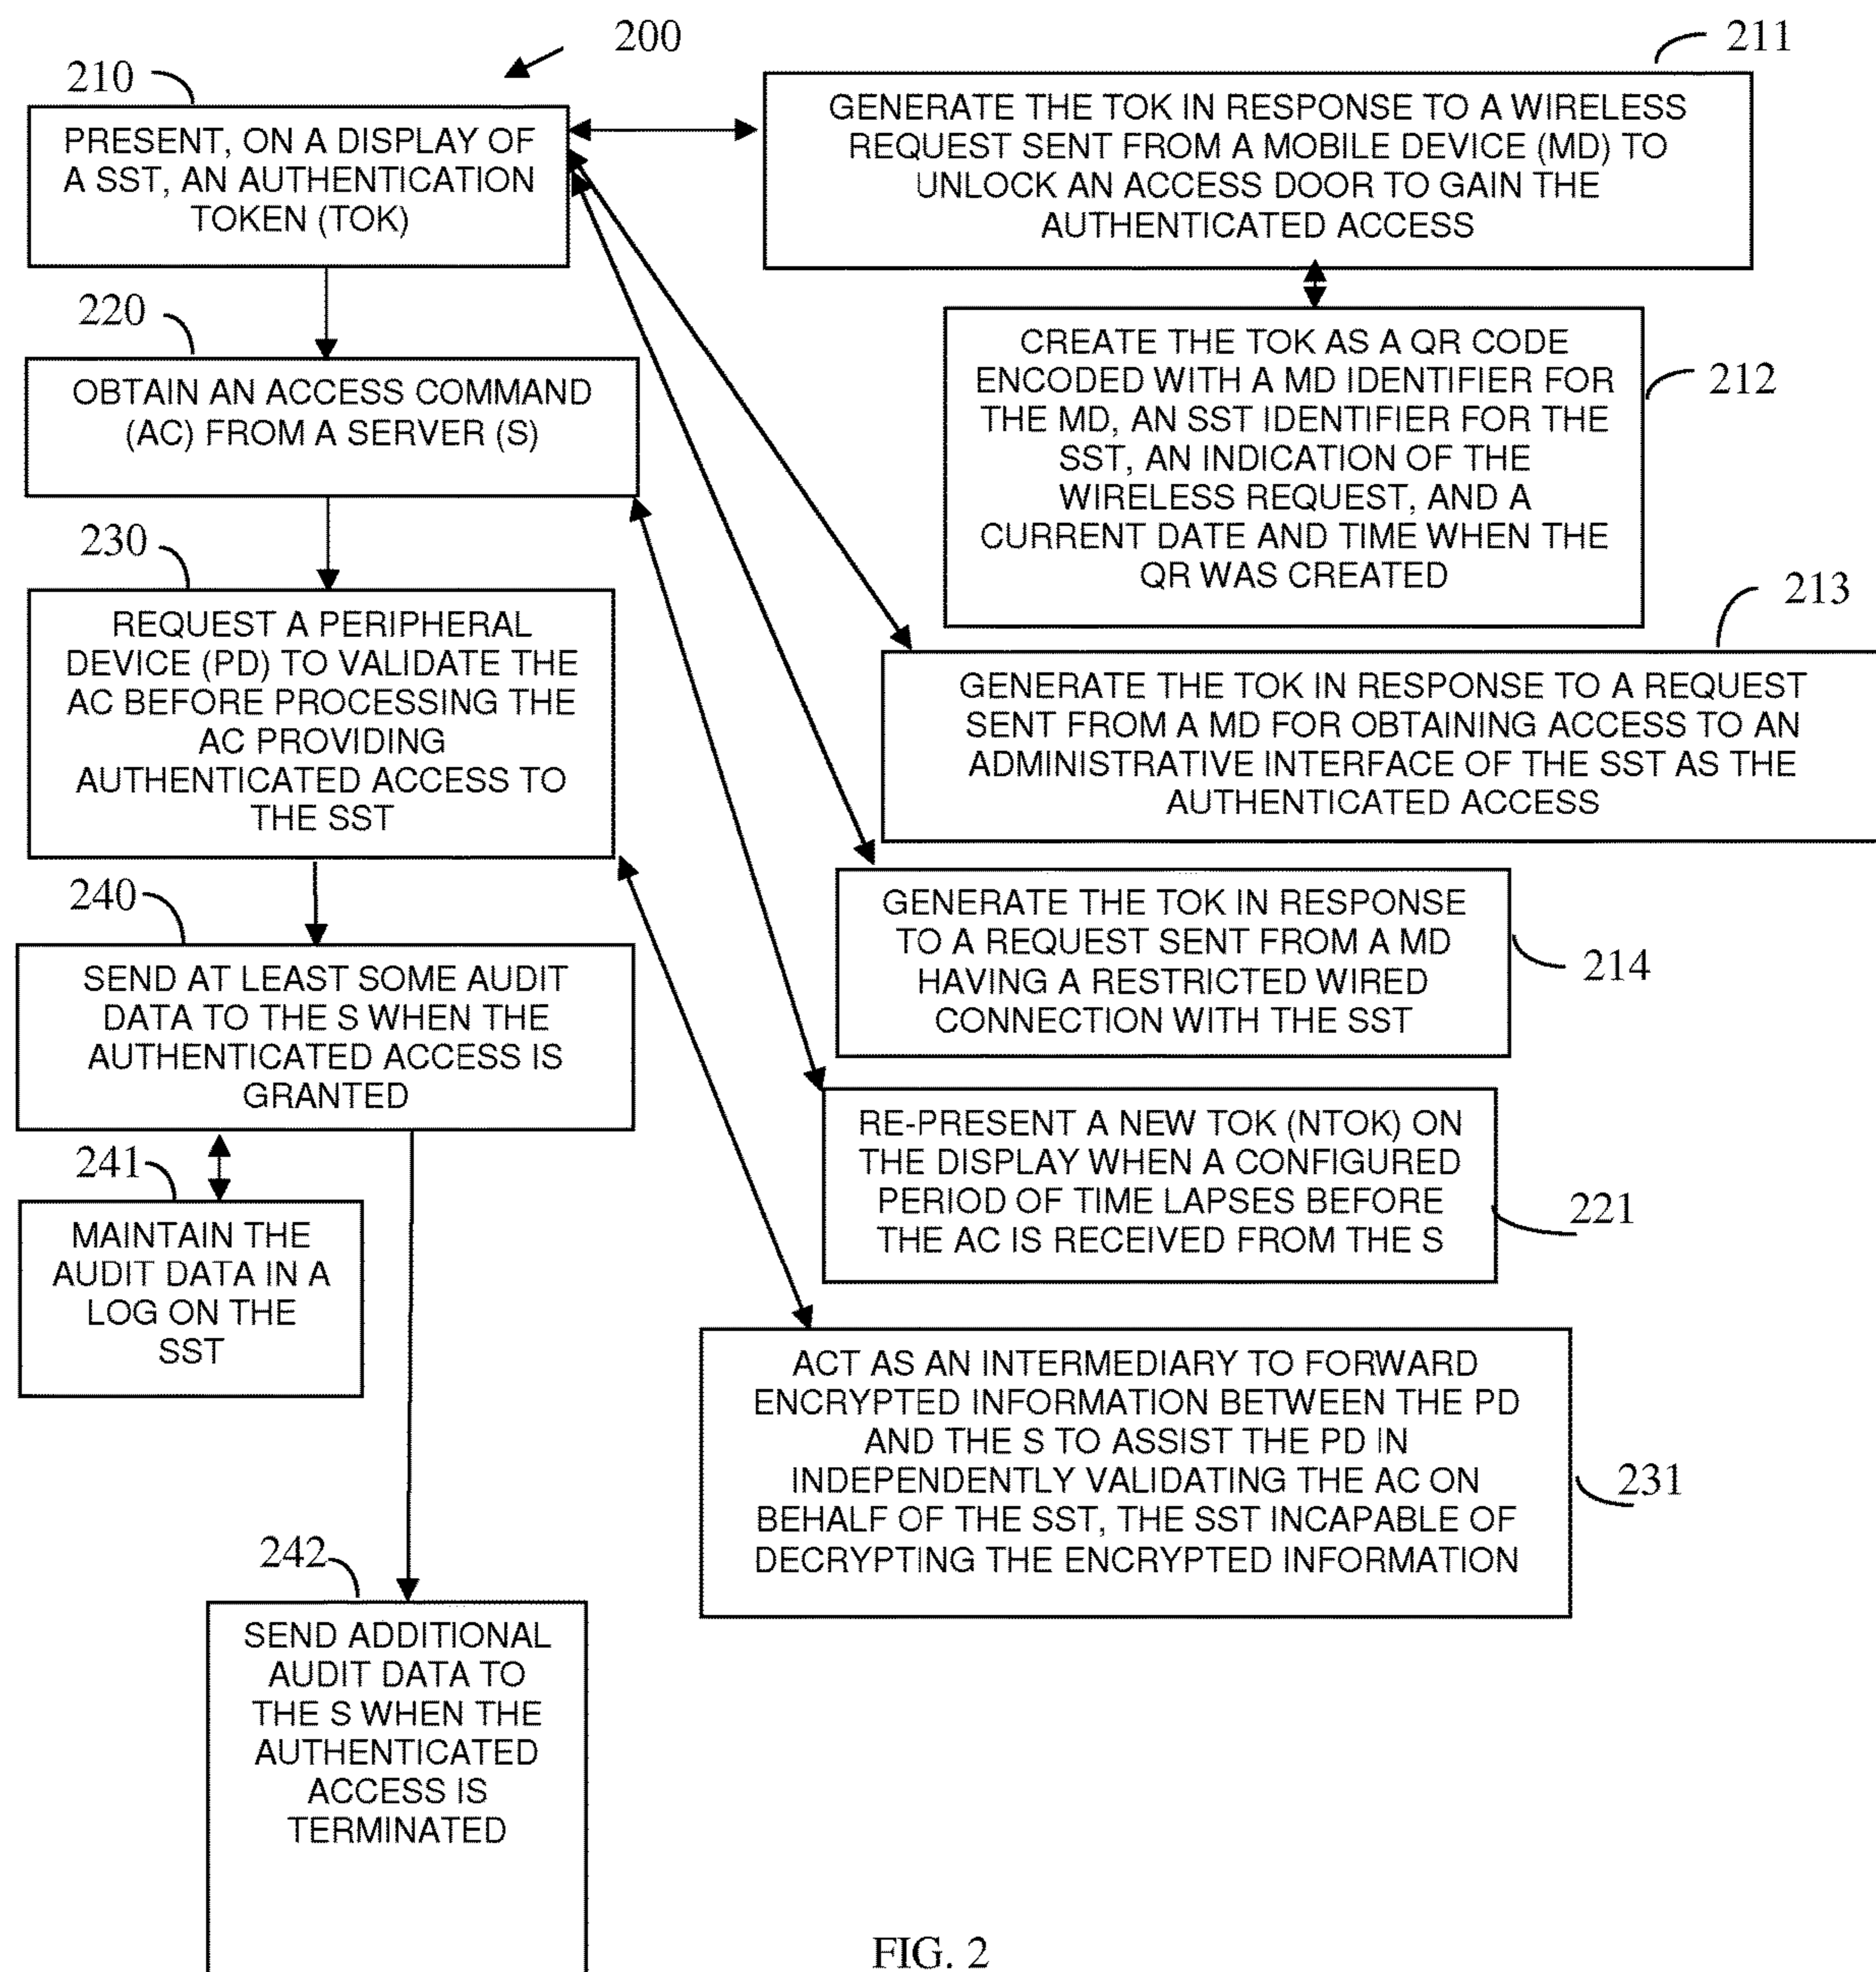 200
210
PRESENT, ON A DISPLAY OF
A SST, AN AUTHENTICATION
TOKEN (TOK)
211
GENERATE THE TOK IN RESPONSE TO A WIRELESS
REQUEST SENT FROM A MOBILE DEVICE (MD) TO
UNLOCK AN ACCESS DOOR TO GAIN THE
AUTHENTICATED ACCESS
220
OBTAIN AN ACCESS COMMAND
(AC) FROM A SERVER (S)
212
CREATE THE TOK AS A QR CODE
ENCODED WITH A MD IDENTIFIER FOR
THE MD, AN SST IDENTIFIER FOR THE
SST, AN INDICATION OF THE
WIRELESS REQUEST, AND A
CURRENT DATE AND TIME WHEN THE
QR WAS CREATED
230
REQUEST A PERIPHERAL
DEVICE (PD) TO VALIDATE THE
AC BEFORE PROCESSING THE
AC PROVIDING
AUTHENTICATED ACCESS TO
THE SST
213
GENERATE THE TOK IN RESPONSE TO A REQUEST
SENT FROM A MD FOR OBTAINING ACCESS TO AN
ADMINISTRATIVE INTERFACE OF THE SST AS THE
AUTHENTICATED ACCESS
240
SEND AT LEAST SOME AUDIT
DATA TO THE S WHEN THE
AUTHENTICATED ACCESS IS
GRANTED
214
GENERATE THE TOK IN RESPONSE
TO A REQUEST SENT FROM A MD
HAVING A RESTRICTED WIRED
CONNECTION WITH THE SST
241
MAINTAIN THE
AUDIT DATA IN A
LOG ON THE
SST
221
RE-PRESENT A NEW TOK (NTOK) ON
THE DISPLAY WHEN A CONFIGURED
PERIOD OF TIME LAPSES BEFORE
THE AC IS RECEIVED FROM THE S
231
ACT AS AN INTERMEDIARY TO FORWARD
ENCRYPTED INFORMATION BETWEEN THE PD
AND THE S TO ASSIST THE PD IN
INDEPENDENTLY VALIDATING THE AC ON
BEHALF OF THE SST, THE SST INCAPABLE OF
DECRYPTING THE ENCRYPTED INFORMATION
242
SEND ADDITIONAL
AUDIT DATA TO
THE S WHEN THE
AUTHENTICATED
ACCESS IS
TERMINATED
FIG. 2